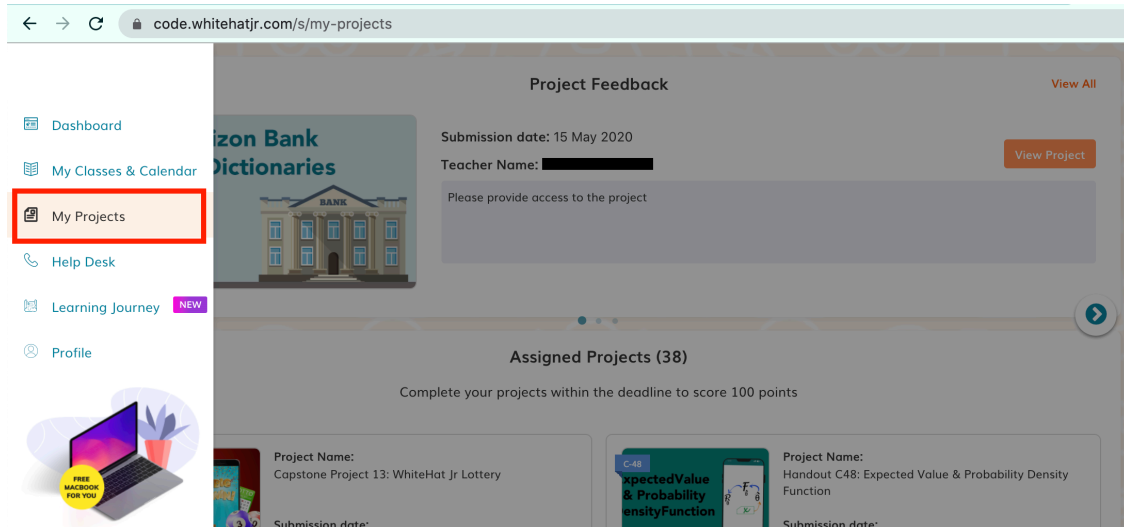 code.whitehatjr.com/s/my-projects
Dashboard
My Classes & Calendar
My Projects
Help Desk
Learning Journey NEW
Profile
FREE
MACBOOK
FOR YOU
Project Feedback
View All
izon Bank
Dictionaries
BANK
Submission date: 15 May 2020
Teacher Name:
View Project
Please provide access to the project
Assigned Projects (38)
Complete your projects within the deadline to score 100 points
Project Name:
Capstone Project 13: WhiteHat Jr Lottery
Submission date:
C-48
xpectedValue
& Probability
ensityFunction
Project Name:
Handout C48: Expected Value & Probability Density
Function
Submission date: